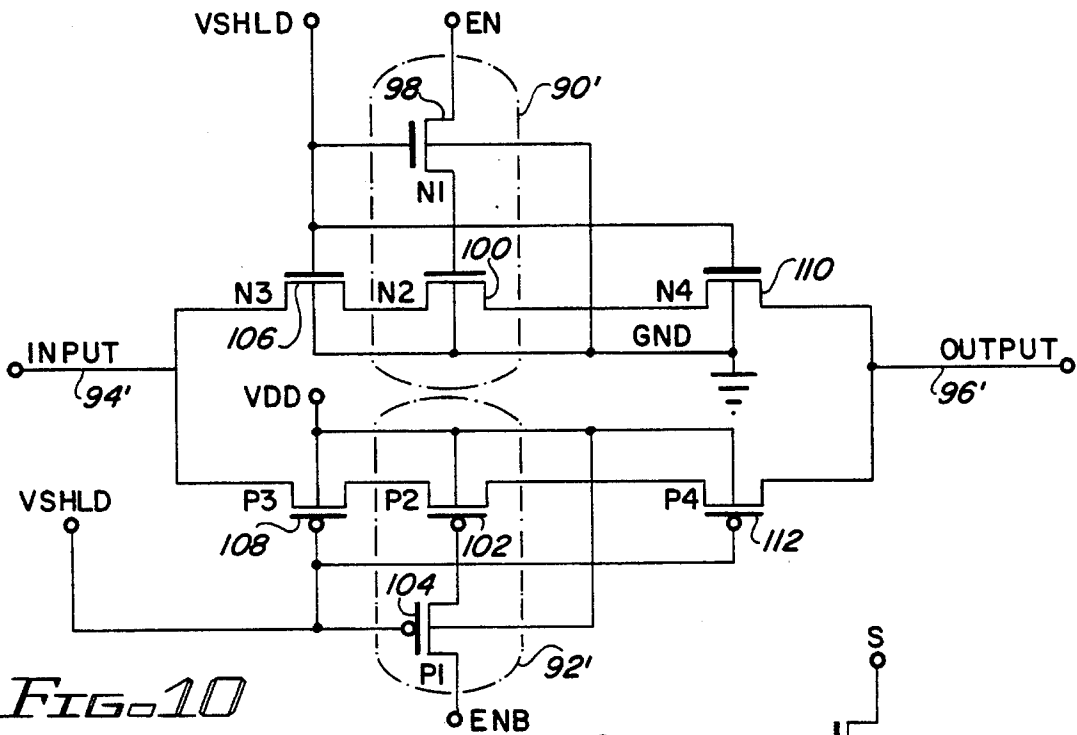 VSHLD EN
98 90'
N1
100 110
N3 N2 N4
106 GND
INPUT OUTPUT
94' 96'
VDD
P3 P2 P4
VSHLD
108 102 112
104
S
P1 92'
FIG. 10
ENB